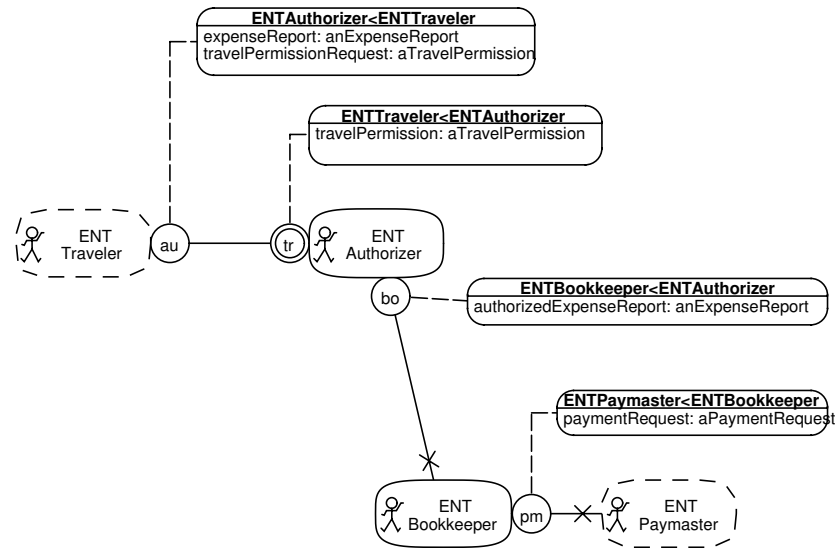 ENTAuthorizer<ENTTraveler
expenseReport: anExpenseReport
travelPermissionRequest: aTravelPermission
ENTTraveler<ENTAuthorizer
travelPermission: aTravelPermission
ENT
Traveler
au
tr
ENT
Authorizer
bo
ENTBookkeeper<ENTAuthorizer
authorizedExpenseReport: anExpenseReport
ENTPaymaster<ENTBookkeeper
paymentRequest: aPaymentRequest
ENT
Bookkeeper
pm
ENT
Paymaster